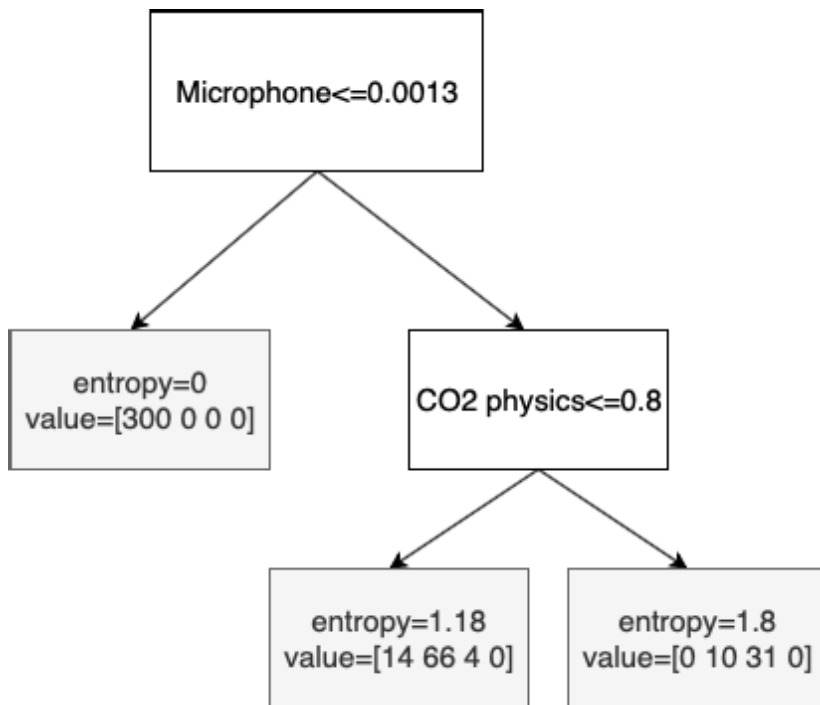 Microphone<=0.0013
entropy=0
value=[300 0 0 0]
CO2 physics<=0.8
entropy=1.18
value=[14 66 4 0]
entropy=1.8
value=[0 10 31 0]